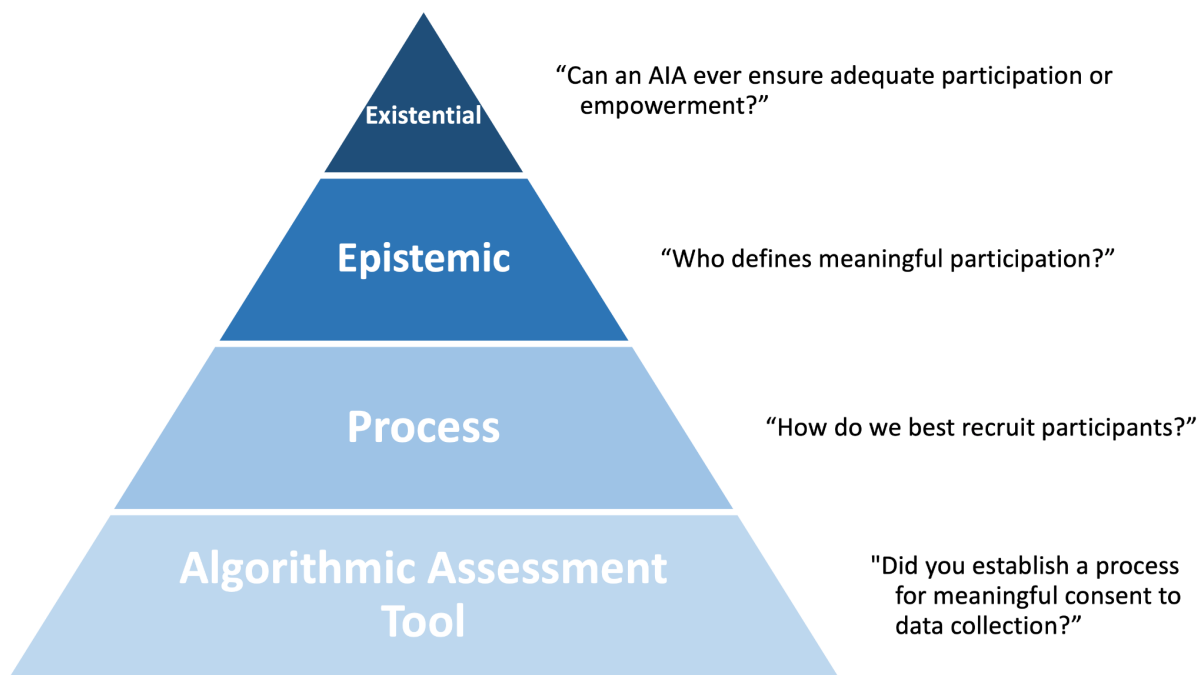 Existential
“Can an AIA ever ensure adequate participation or
empowerment?”
Epistemic
“Who defines meaningful participation?”
Process
“How do we best recruit participants?”
Algorithmic Assessment
Tool
"Did you establish a process
for meaningful consent to
data collection?”